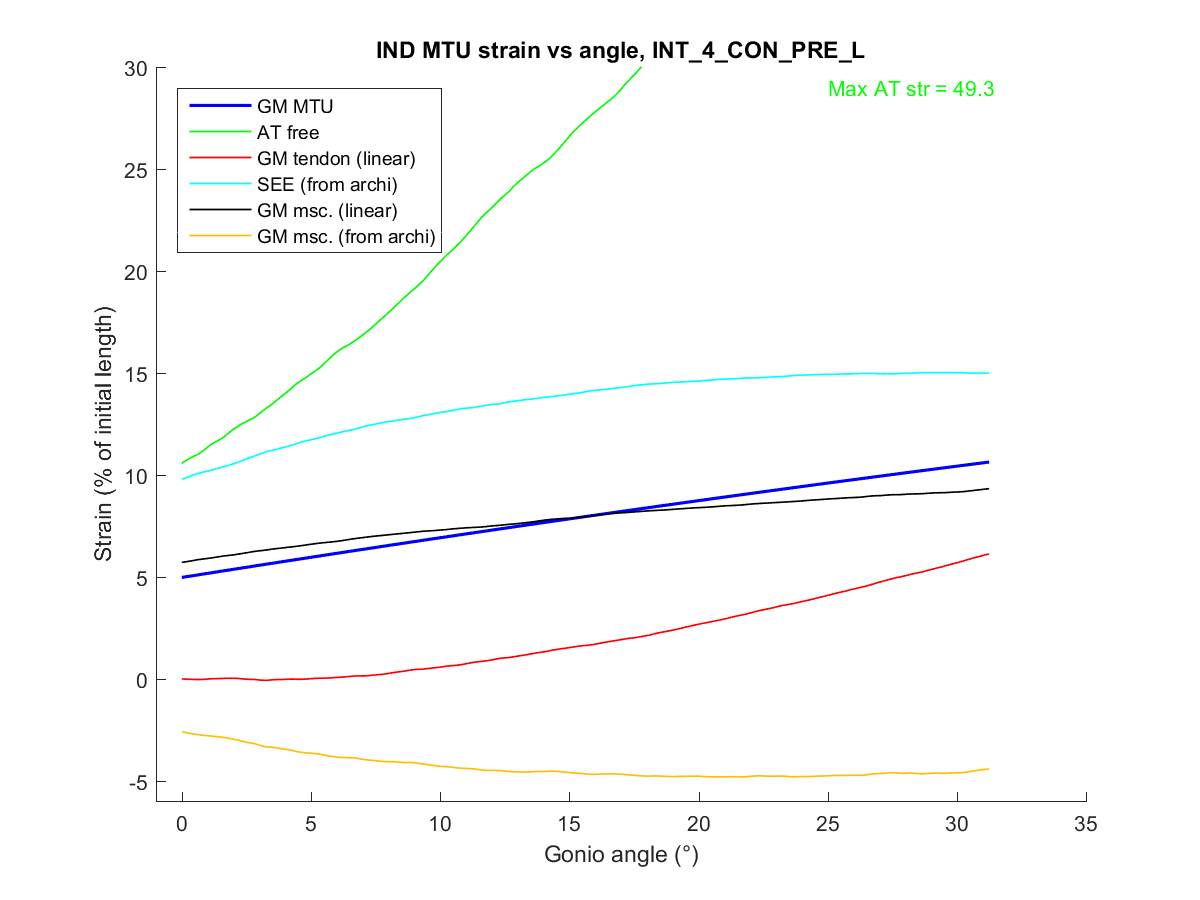 IND MTU strain vs angle, INT_4_CON_PRE_L
Max AT str = 49.3
GM MTU
AT free
GM tendon (linear)
SEE (from archi)
GM msc. (linear)
GM msc. (from archi)
Strain (% of initial length)
30
25
20
15
10
5
0
-5
0 5 10 15 20 25 30 35
Gonio angle (°)